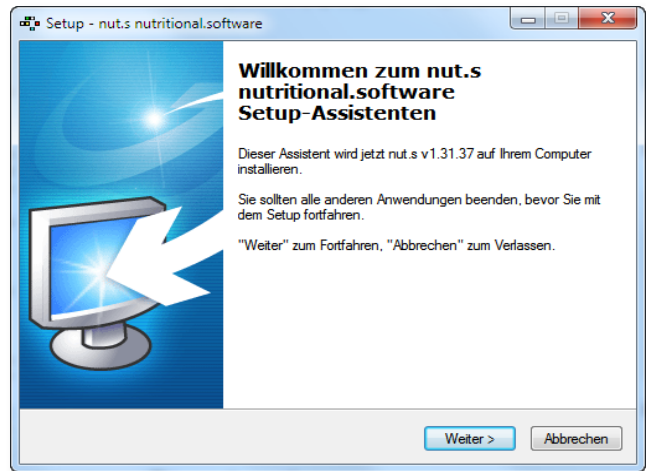 Setup - nut.s nutritional.software
Willkommen zum nut.s
nutritional.software
Setup-Assistenten
Dieser Assistent wird jetzt nut.s v1.31.37 auf Ihrem Computer
installieren.
Sie sollten alle anderen Anwendungen beenden, bevor Sie mit
dem Setup fortfahren.
"Weiter" zum Fortfahren, "Abbrechen" zum Verlassen.
Weiter > Abbrechen